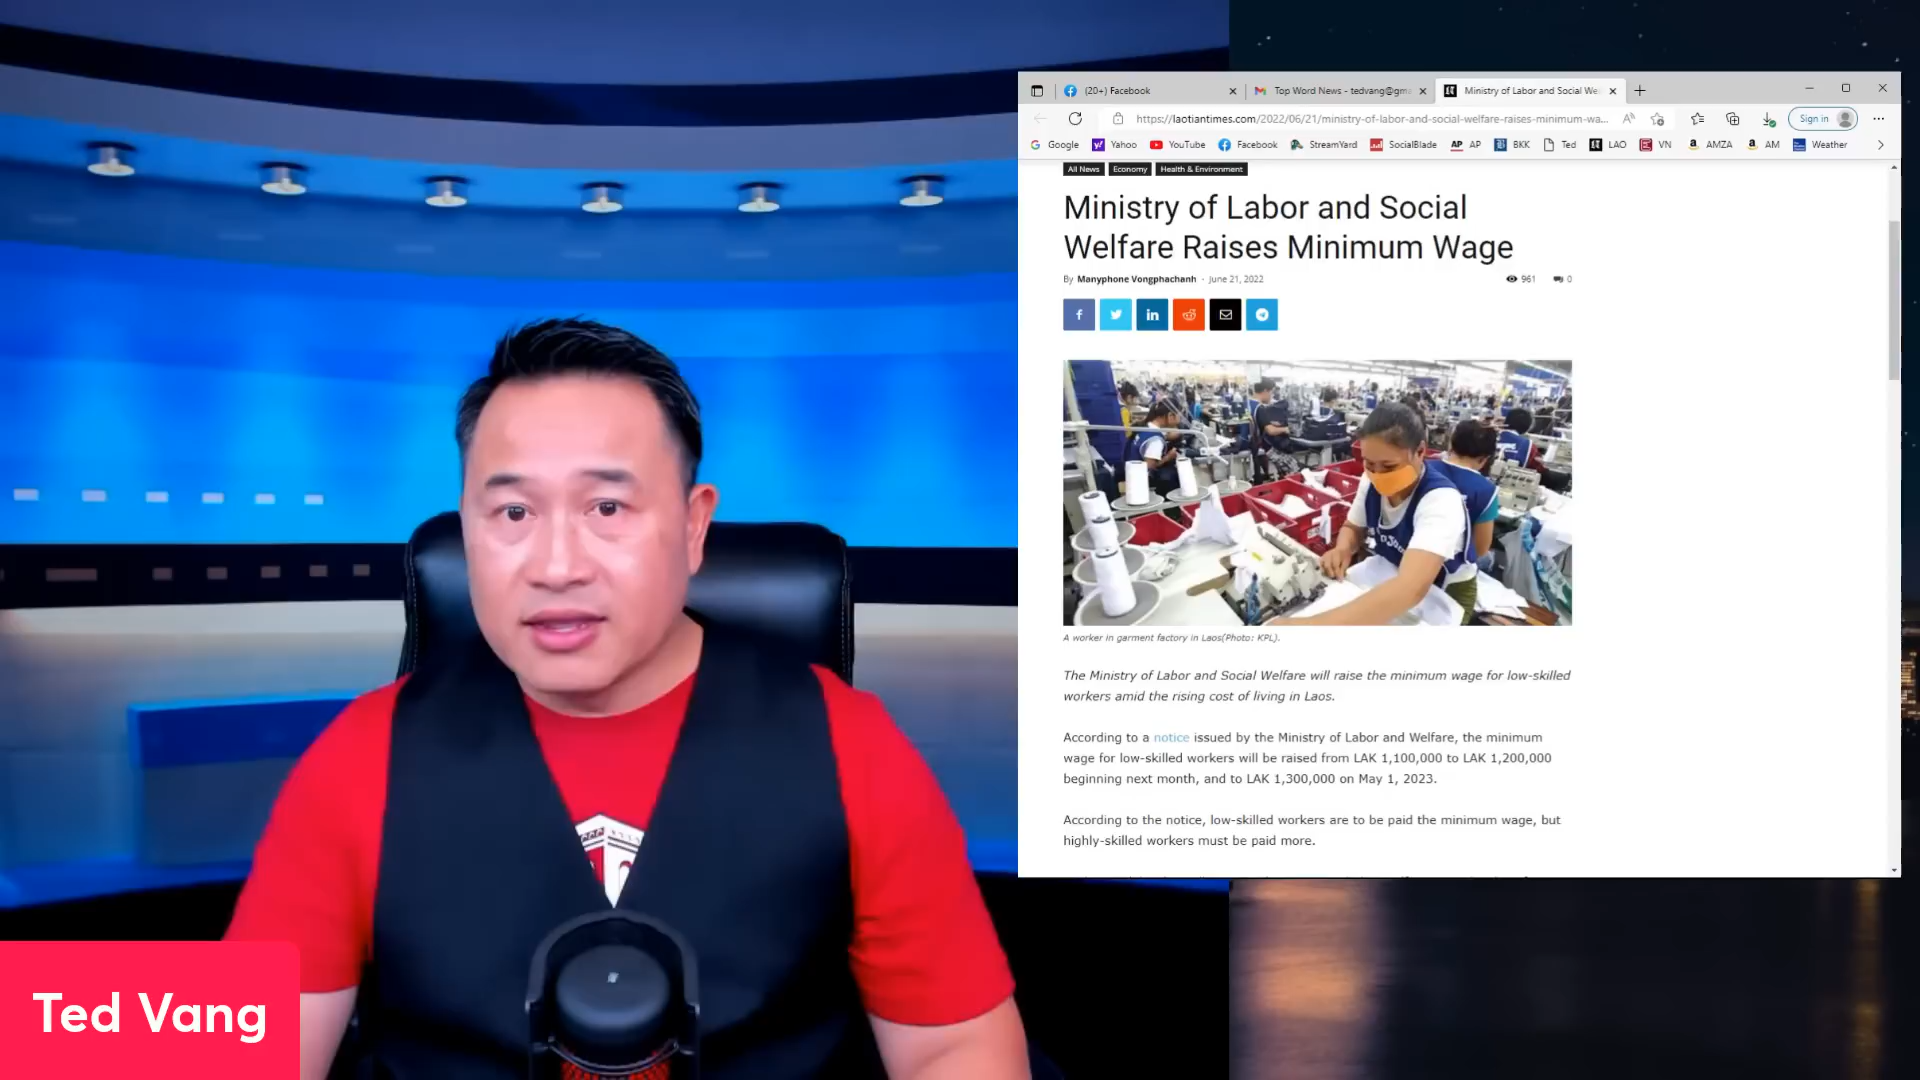 (20+) Facebook
Top Word News - tedvang@gm
Ministry of Labor and Social We
https://laotiantimes.com/2022/06/21/ministry-of-labor-and-social-welfare-raises-minimum-wa...
Sign in
Google Yahoo YouTube Facebook StreamYard SocialBlade AP AP BKK Ted LAO VN AMZA AM Weather
All News Economy Health & Environment
Ministry of Labor and Social
Welfare Raises Minimum Wage
By Manyphone Vongphachanh - June 21, 2022 961 0
A worker in garment factory in Laos(Photo: KPL).
The Ministry of Labor and Social Welfare will raise the minimum wage for low-skilled
workers amid the rising cost of living in Laos.
According to a notice issued by the Ministry of Labor and Welfare, the minimum
wage for low-skilled workers will be raised from LAK 1,100,000 to LAK 1,200,000
beginning next month, and to LAK 1,300,000 on May 1, 2023.
According to the notice, low-skilled workers are to be paid the minimum wage, but
highly-skilled workers must be paid more.
Ted Vang